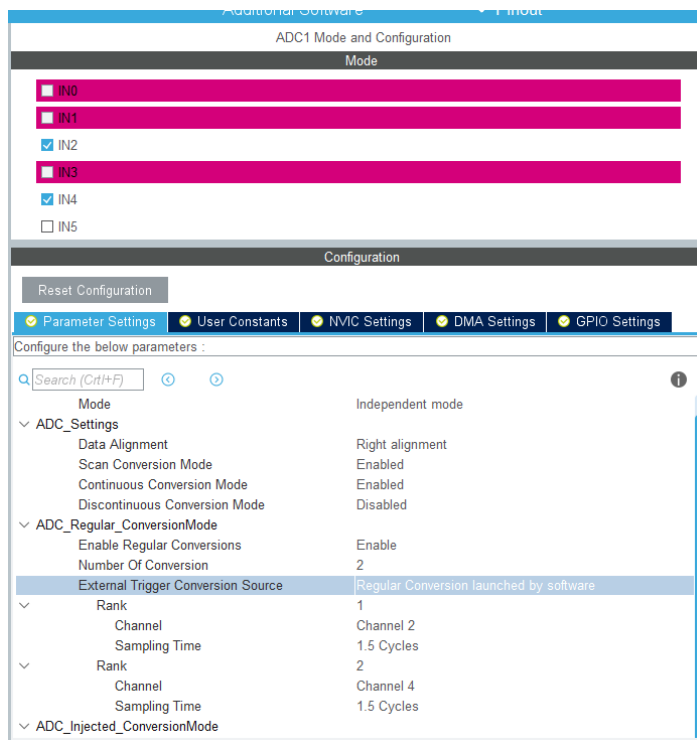 Additional Software Pinout
ADC1 Mode and Configuration
Mode
IN0
IN1
IN2
IN3
IN4
IN5
Configuration
Reset Configuration
Parameter Settings User Constants NVIC Settings DMA Settings GPIO Settings
Configure the below parameters :
Search (Crtl+F)
Mode Independent mode
ADC_Settings
Data Alignment Right alignment
Scan Conversion Mode Enabled
Continuous Conversion Mode Enabled
Discontinuous Conversion Mode Disabled
ADC_Regular_ConversionMode
Enable Regular Conversions Enable
Number Of Conversion 2
External Trigger Conversion Source Regular Conversion launched by software
Rank 1
Channel Channel 2
Sampling Time 1.5 Cycles
Rank 2
Channel Channel 4
Sampling Time 1.5 Cycles
ADC_Injected_ConversionMode